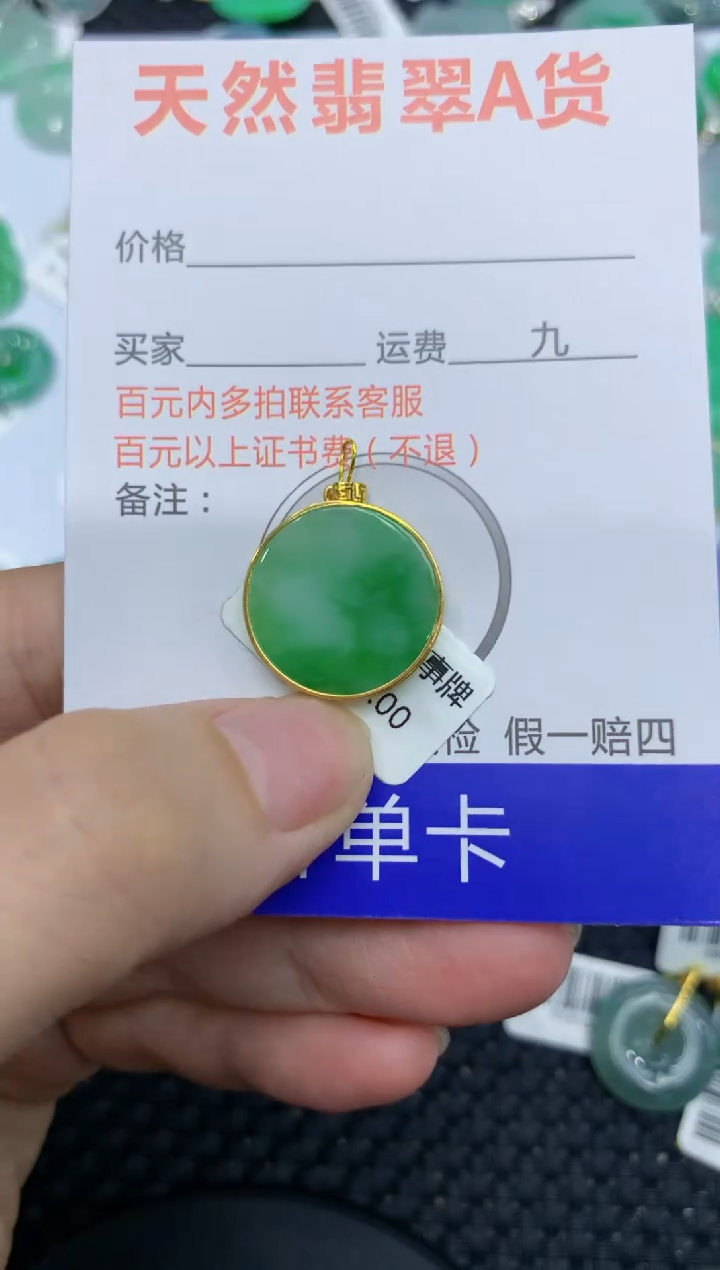 天然翡翠A货
价格
买家 运费 九
百元内多拍联系客服
百元以上证书费（不退）
备注：
事牌
.00
检 假一赔四
单卡